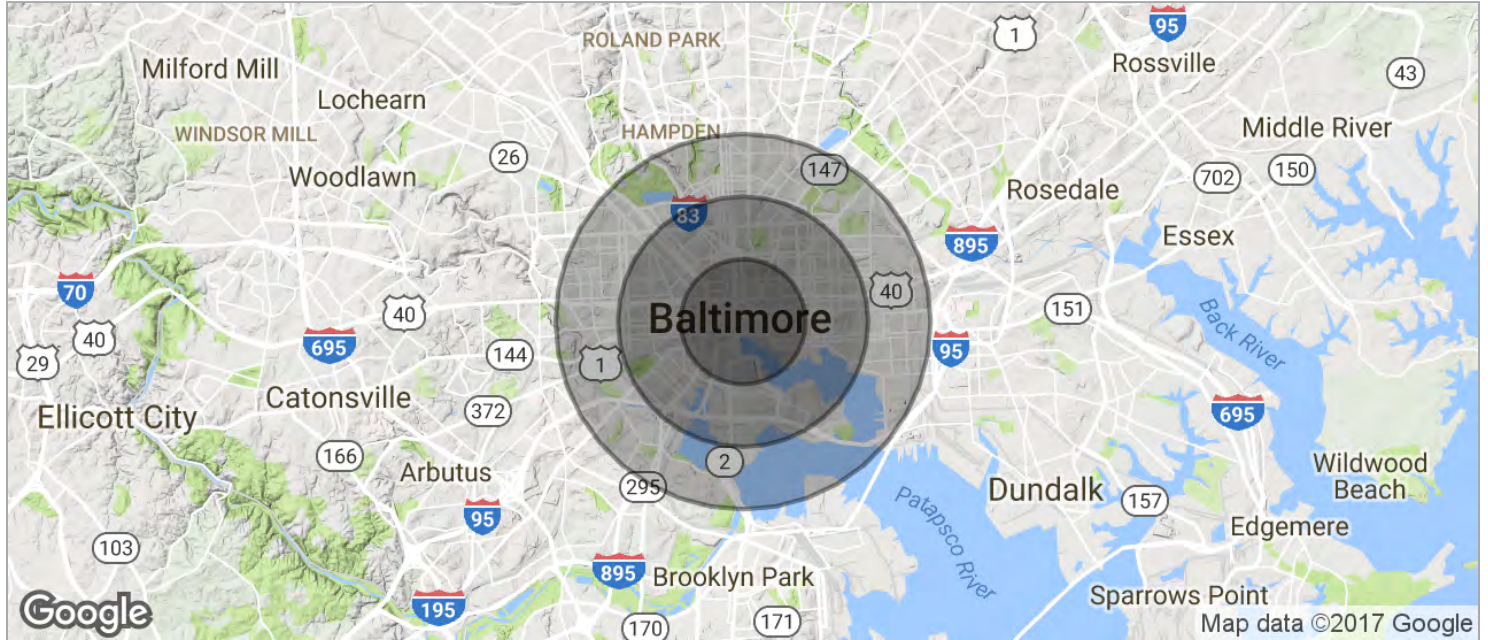 95
1
ROLAND PARK
Rossville
Milford Mill
43
Lochearn
WINDSOR MILL
HAMPDEN
Middle River
26
147
150
Woodlawn
702
Rosedale
83
Essex
895
70
40
Baltimore
40
151
Back River
40
695
144
95
29
1
Catonsville
372
695
Ellicott City
166
2
Arbutus
Wildwood
Beach
295
Dundalk
157
95
Patapsco River
Edgemere
103
895
Brooklyn Park
Sparrows Point
195
Google
170
171
Map data ©2017 Google